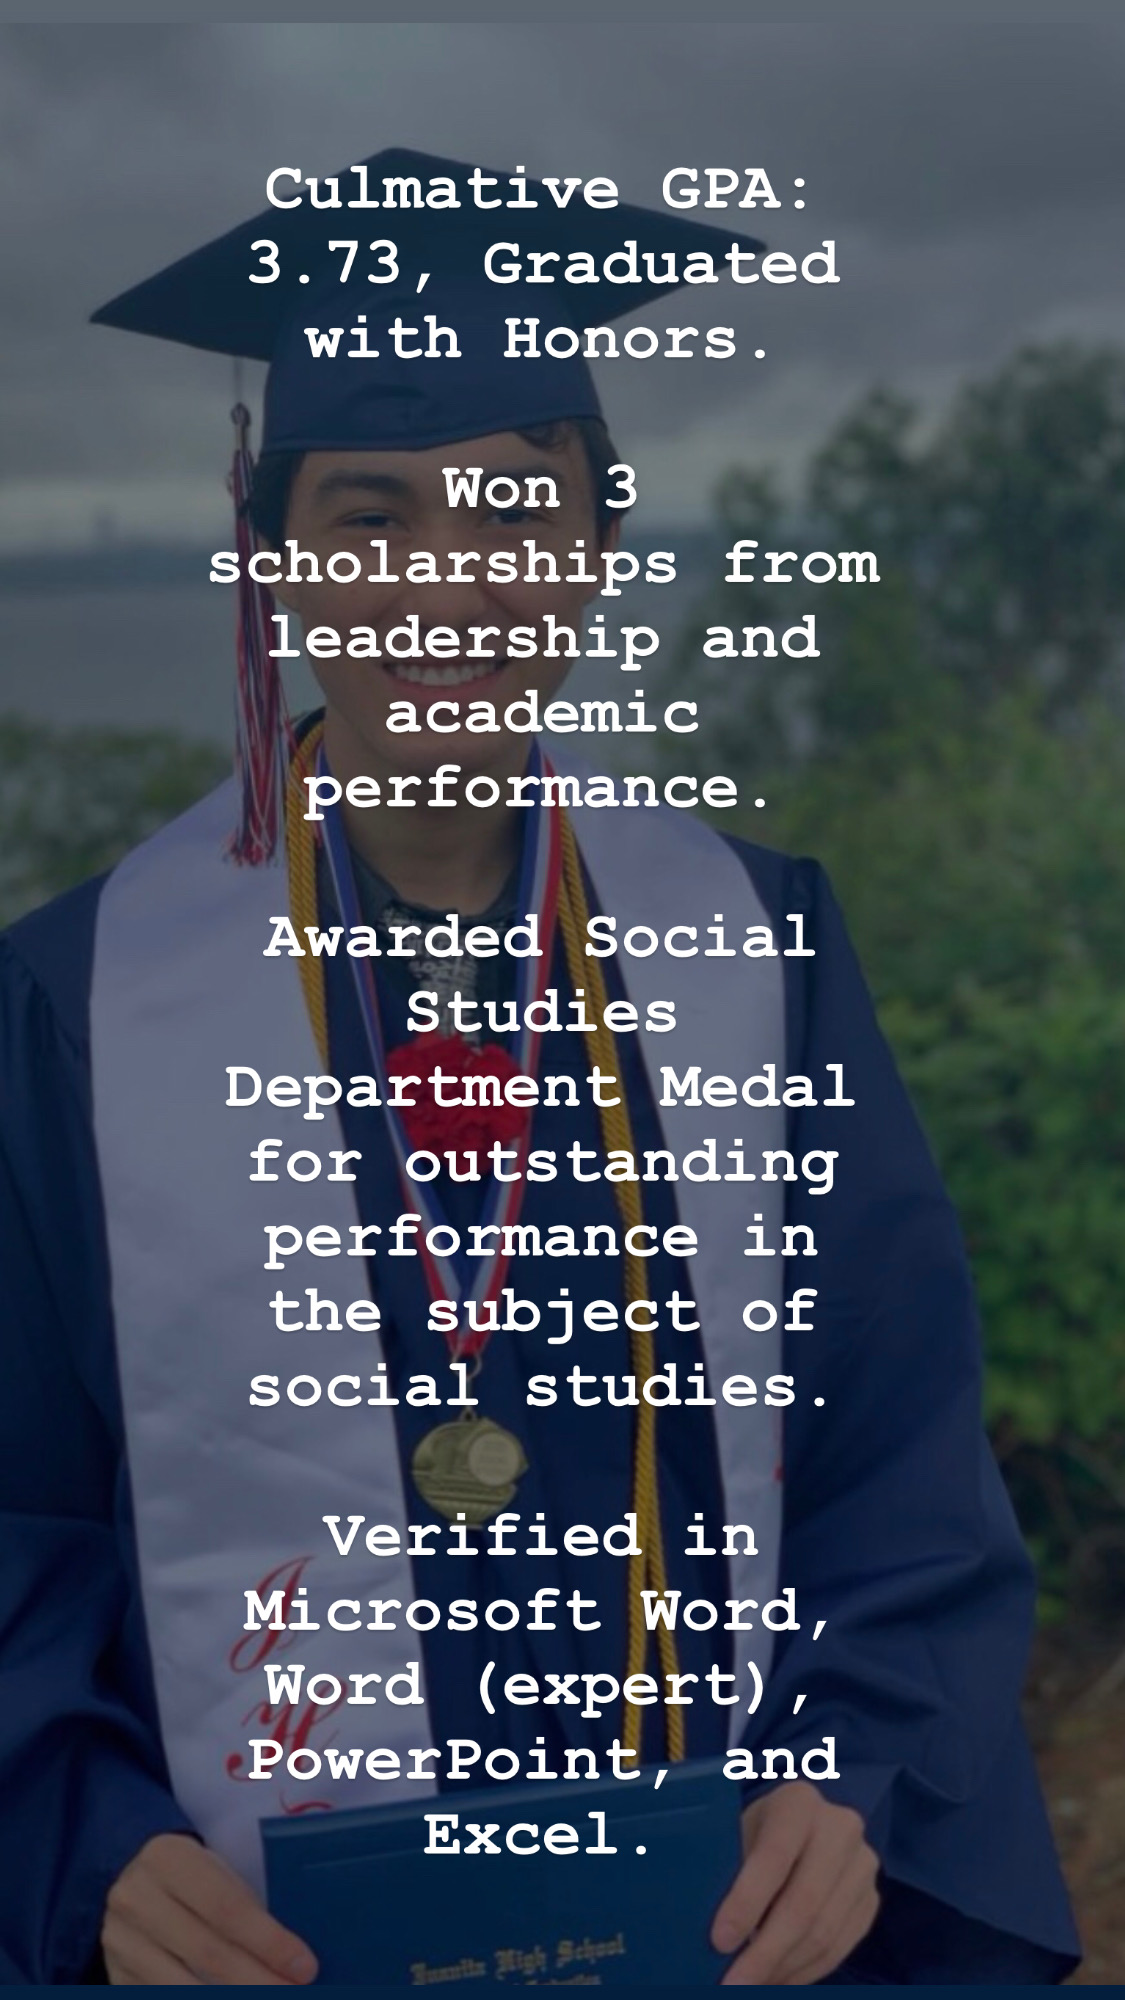 Culmative GPA:
3.73, Graduated
with Honors.
Won 3
scholarships from
leadership and
academic
performance.
Awarded Social
Studies
Department Medal
for outstanding
performance in
the subject of
social studies.
Verified in
Microsoft Word,
Word (expert),
PowerPoint, and
Excel.
J
H
Juanita High School